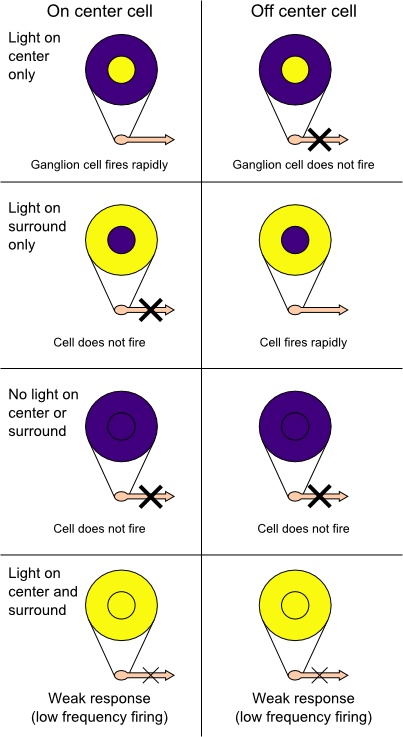 On center cell
Off center cell
Light on
center
only
Ganglion cell fires rapidly
Ganglion cell does not fire
Light on
surround
only
Cell does not fire
Cell fires rapidly
No light on
center or
surround
Cell does not fire
Cell does not fire
Light on
center and
surround
Weak response
(low frequency firing)
Weak response
(low frequency firing)